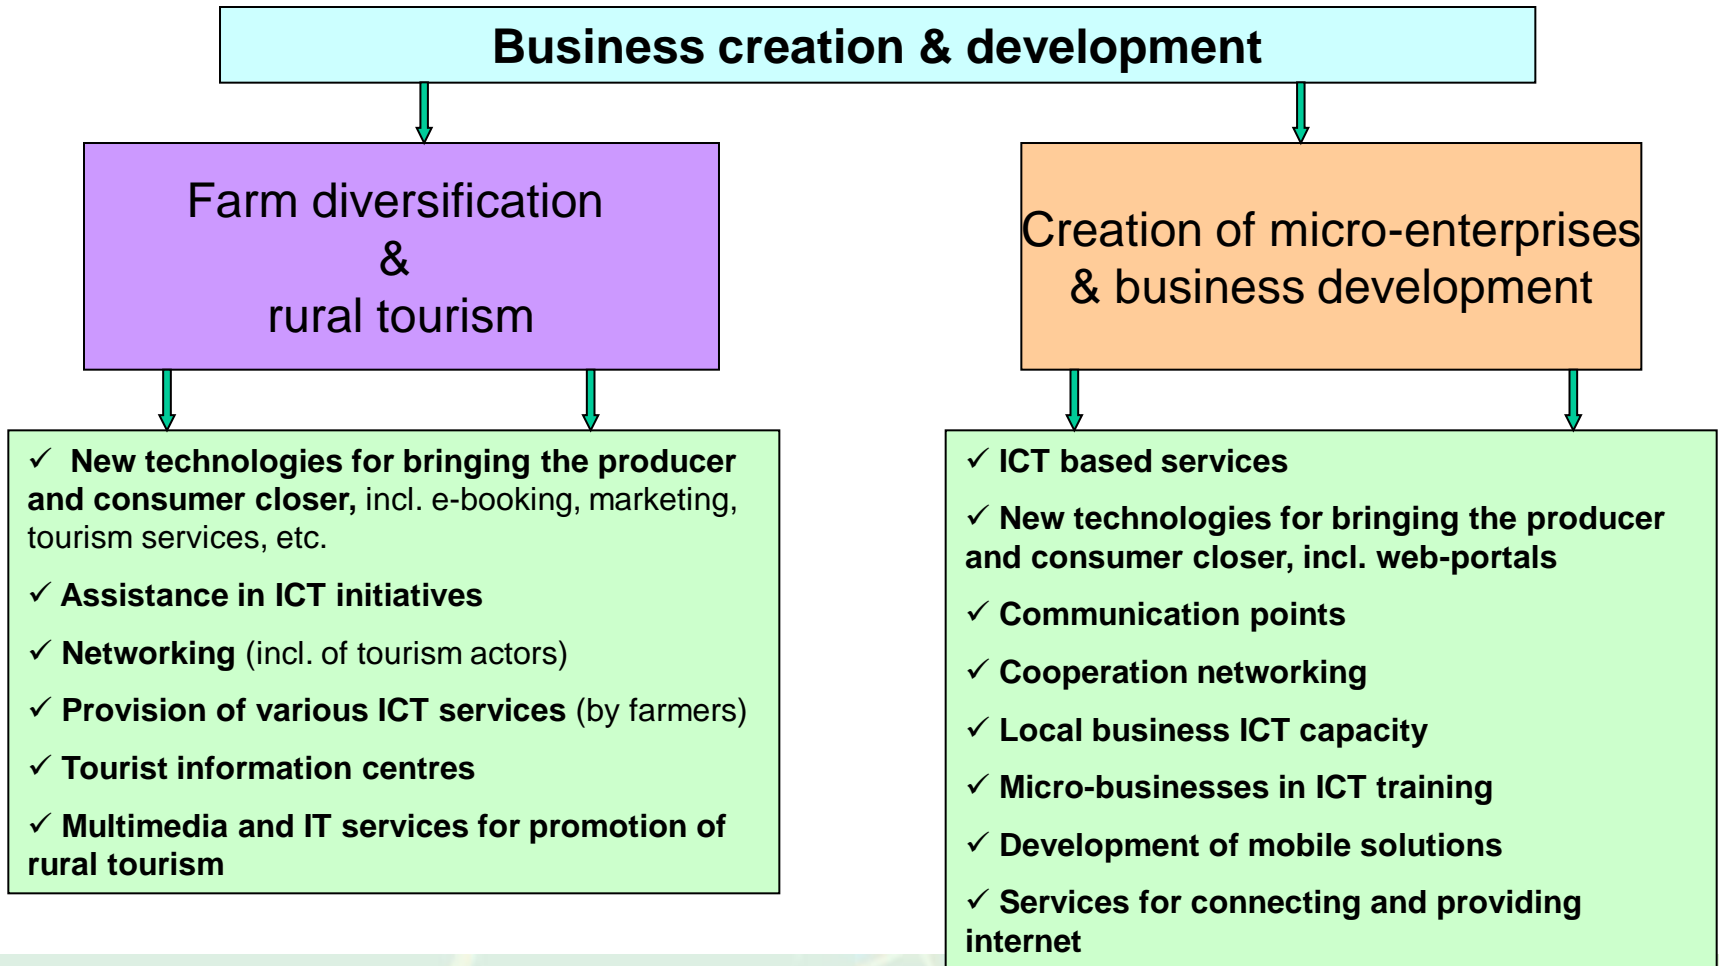 Business creation & development
Farm diversification
&
rural tourism
Creation of micro-enterprises
& business development
✓ New technologies for bringing the producer
and consumer closer, incl. e-booking, marketing,
tourism services, etc.
✓ Assistance in ICT initiatives
✓ Networking (incl. of tourism actors)
✓ Provision of various ICT services (by farmers)
✓ Tourist information centres
✓ Multimedia and IT services for promotion of
rural tourism
✓ ICT based services
✓ New technologies for bringing the producer
and consumer closer, incl. web-portals
✓ Communication points
✓ Cooperation networking
✓ Local business ICT capacity
✓ Micro-businesses in ICT training
✓ Development of mobile solutions
✓ Services for connecting and providing
internet